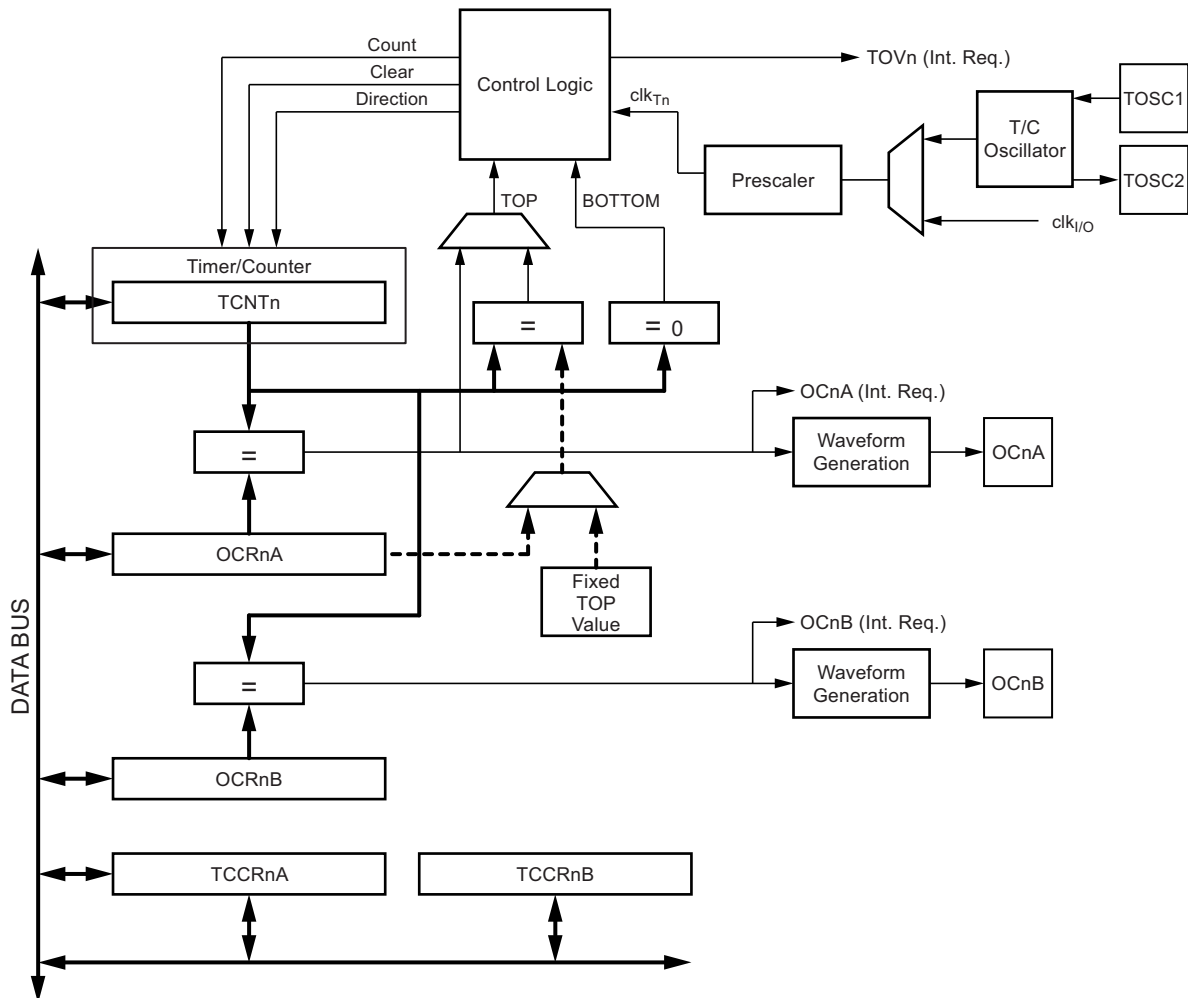 Count
Clear
Direction
Control Logic
TOVn (Int. Req.)
clkTn
TOSC1
T/C
Oscillator
TOSC2
Prescaler
clkI/O
TOP
BOTTOM
Timer/Counter
TCNTn
=
= 0
OCnA (Int. Req.)
=
Waveform
Generation
OCnA
OCRnA
Fixed
TOP
Value
OCnB (Int. Req.)
=
Waveform
Generation
OCnB
DATA BUS
OCRnB
TCCRnA
TCCRnB